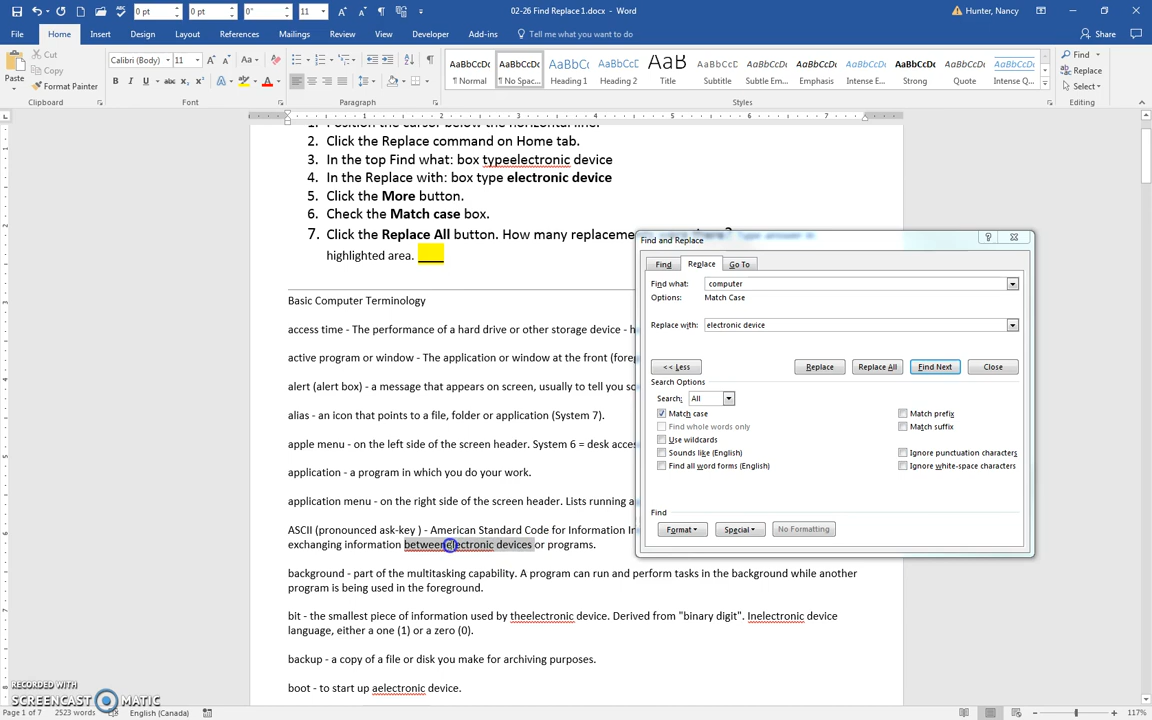 0 pt 0 pt 0" 11 02-26 Find Replace 1.docx - Word Hunter, Nancy
File Home Insert Design Layout References Mailings Review View Developer Add-ins Tell me what you want to do Share
Paste Cut Copy Format Painter
Calibri (Body) 11
AaBbCcDc AaBbCcDc AaBbCc AaBbCcC AaB AaBbCcC AaBbCcDc AaBbCcDc AaBbCcDc AaBbCcDc AaBbCcDc AaBbCcDc
¶ Normal ¶ No Spac... Heading 1 Heading 2 Title Subtitle Subtle Em... Emphasis Intense E... Strong Quote Intense Q...
Find Replace Select
Clipboard Font Paragraph Styles Editing
1. Position the cursor below the horizontal line.
2. Click the Replace command on Home tab.
3. In the top Find what: box typeelectronic device
4. In the Replace with: box type electronic device
5. Click the More button.
6. Check the Match case box.
7. Click the Replace All button. How many replacements were there? Type answer in
highlighted area. ___
Basic Computer Terminology
access time - The performance of a hard drive or other storage device - h
active program or window - The application or window at the front (fore
alert (alert box) - a message that appears on screen, usually to tell you so
alias - an icon that points to a file, folder or application (System 7).
apple menu - on the left side of the screen header. System 6 = desk acces
application - a program in which you do your work.
application menu - on the right side of the screen header. Lists running a
ASCII (pronounced ask-key ) - American Standard Code for Information In
exchanging information betweenelectronic devices or programs.
background - part of the multitasking capability. A program can run and perform tasks in the background while another
program is being used in the foreground.
bit - the smallest piece of information used by theelectronic device. Derived from "binary digit". Inelectronic device
language, either a one (1) or a zero (0).
backup - a copy of a file or disk you make for archiving purposes.
boot - to start up aelectronic device.
Find and Replace
Find Replace Go To
Find what: computer
Options: Match Case
Replace with: electronic device
<< Less Replace Replace All Find Next Close
Search Options
Search: All
Match case Match prefix
Find whole words only Match suffix
Use wildcards
Sounds like (English) Ignore punctuation characters
Find all word forms (English) Ignore white-space characters
Find
Format Special No Formatting
RECORDED WITH
SCREENCAST MATIC
Page 1 of 7 2523 words English (Canada) 117%